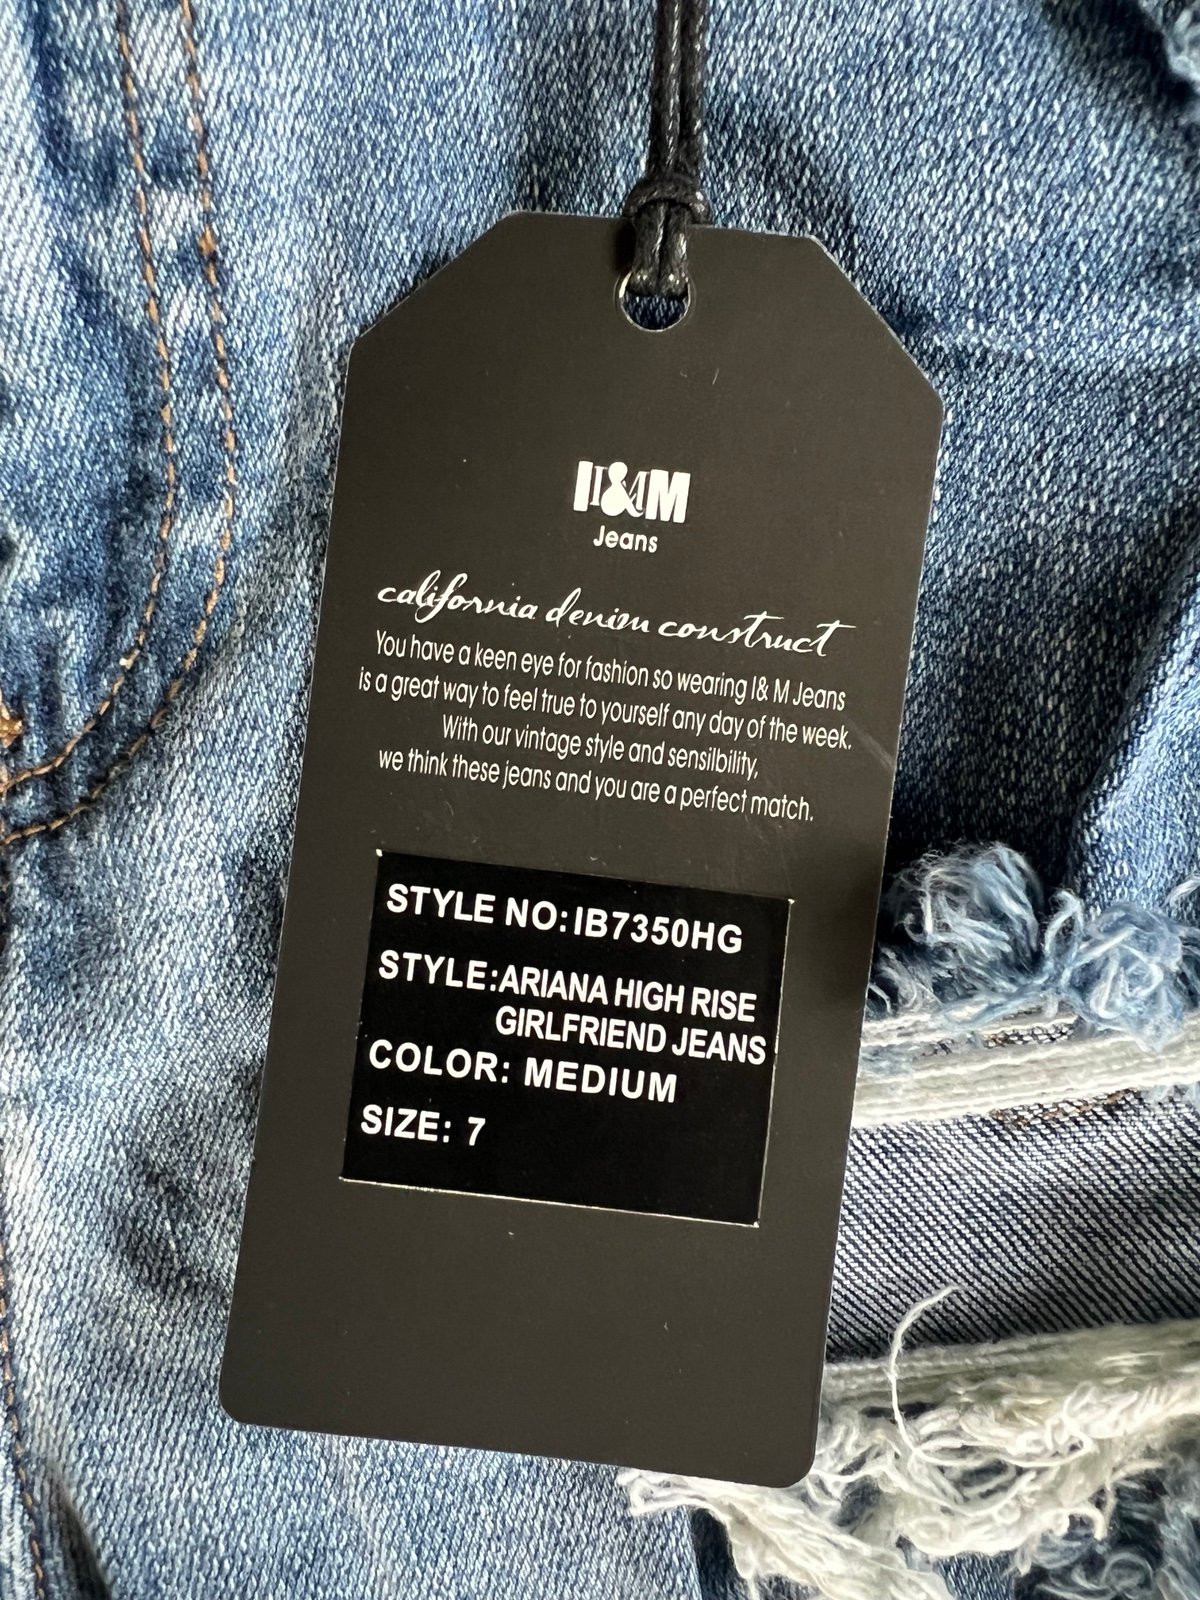 I&M
Jeans
california denim construct
You have a keen eye for fashion so wearing I& M Jeans
is a great way to feel true to yourself any day of the week.
With our vintage style and sensilbility,
we think these jeans and you are a perfect match.
STYLE NO:IB7350HG
STYLE:ARIANA HIGH RISE
GIRLFRIEND JEANS
COLOR: MEDIUM
SIZE: 7